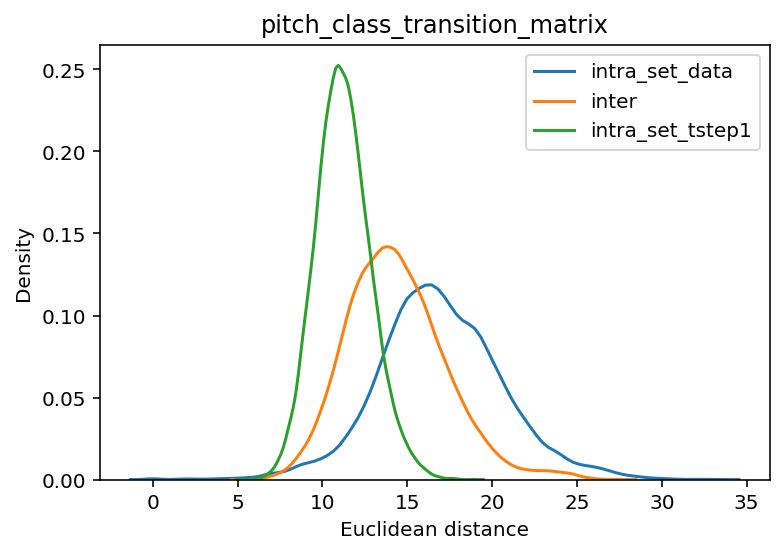 pitch_class_transition_matrix
intra_set_data
inter
intra_set_tstep1
Density
0.25
0.20
0.15
0.10
0.05
0.00
0 5 10 15 20 25 30 35
Euclidean distance